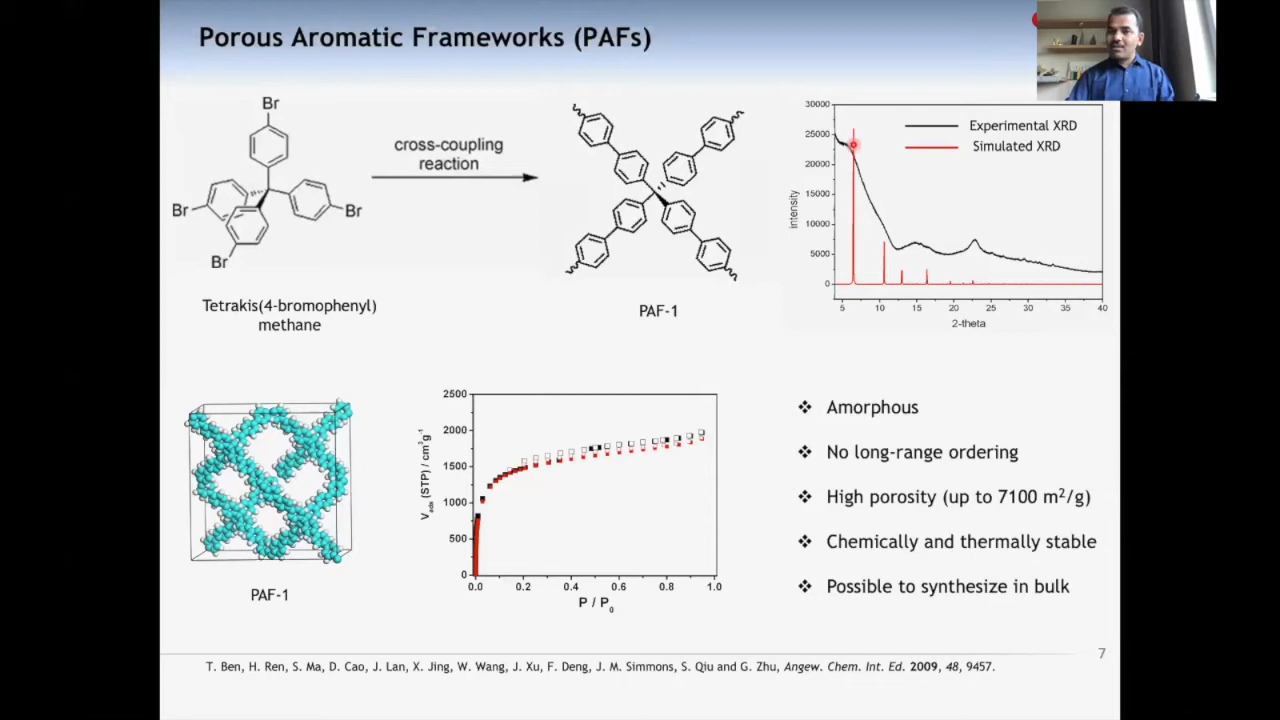 Porous Aromatic Frameworks (PAFs)
Br
Br
Br
Br
Tetrakis(4-bromophenyl)
methane
cross-coupling
reaction
PAF-1
30000
25000
20000
15000
10000
5000
0
intensity
5 10 15 20 25 30 35 40
2-theta
Experimental XRD
Simulated XRD
PAF-1
2500
2000
1500
1000
500
0
Vads (STP) / cm³g⁻¹
0.0 0.2 0.4 0.6 0.8 1.0
P / P₀
❖ Amorphous
❖ No long-range ordering
❖ High porosity (up to 7100 m²/g)
❖ Chemically and thermally stable
❖ Possible to synthesize in bulk
7
T. Ben, H. Ren, S. Ma, D. Cao, J. Lan, X. Jing, W. Wang, J. Xu, F. Deng, J. M. Simmons, S. Qiu and G. Zhu, Angew. Chem. Int. Ed. 2009, 48, 9457.